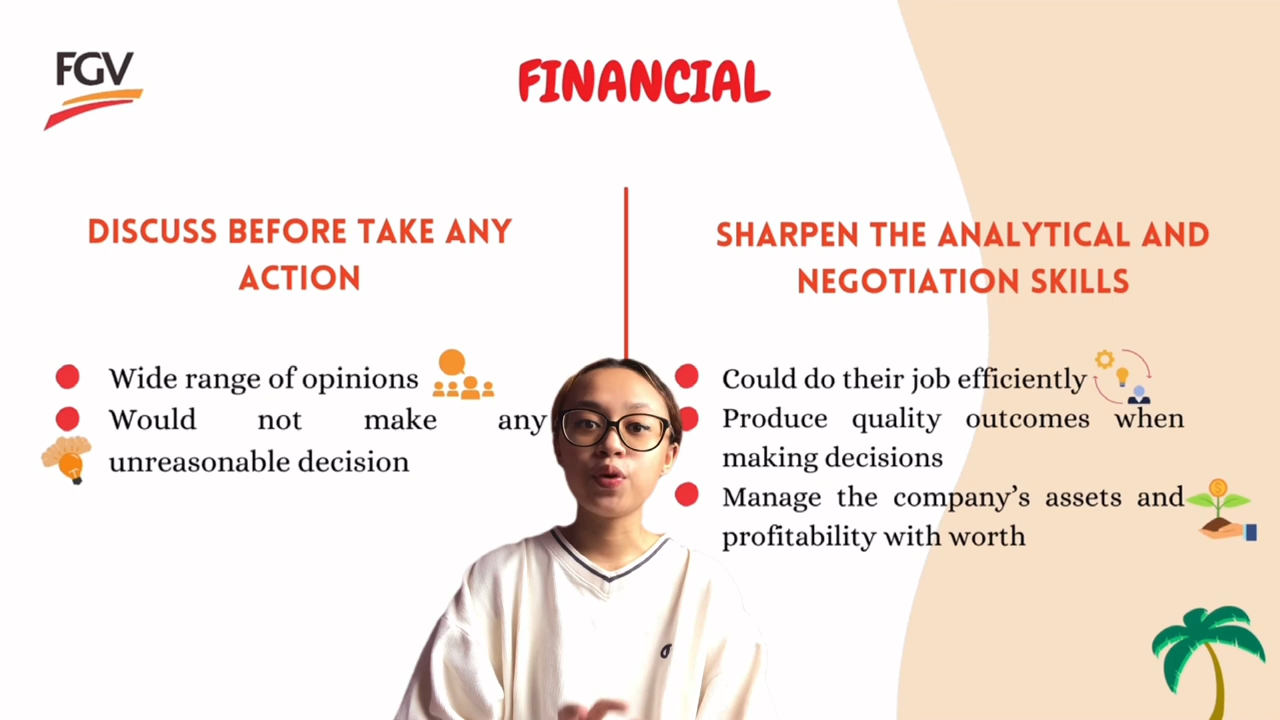 FGV
FINANCIAL
DISCUSS BEFORE TAKE ANY
ACTION
Wide range of opinions
Would not make any
unreasonable decision
SHARPEN THE ANALYTICAL AND
NEGOTIATION SKILLS
Could do their job efficiently
Produce quality outcomes when
making decisions
Manage the company’s assets and
profitability with worth